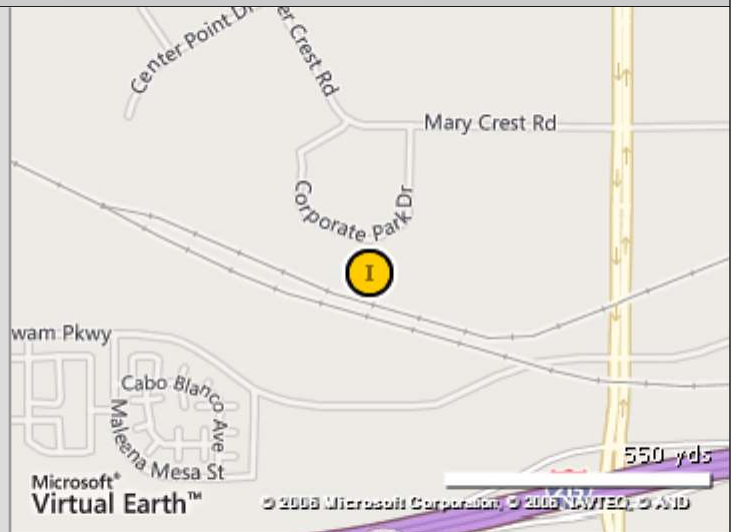 Center Point Dr
er Crest Rd
Mary Crest Rd
Corporate Park Dr
I
wam Pkwy
Cabo Blanco Ave
Maleena Mesa St
550 yds
Microsoft®
Virtual Earth™
© 2006 Microsoft Corporation, © 2006 NAVTEQ, © AND